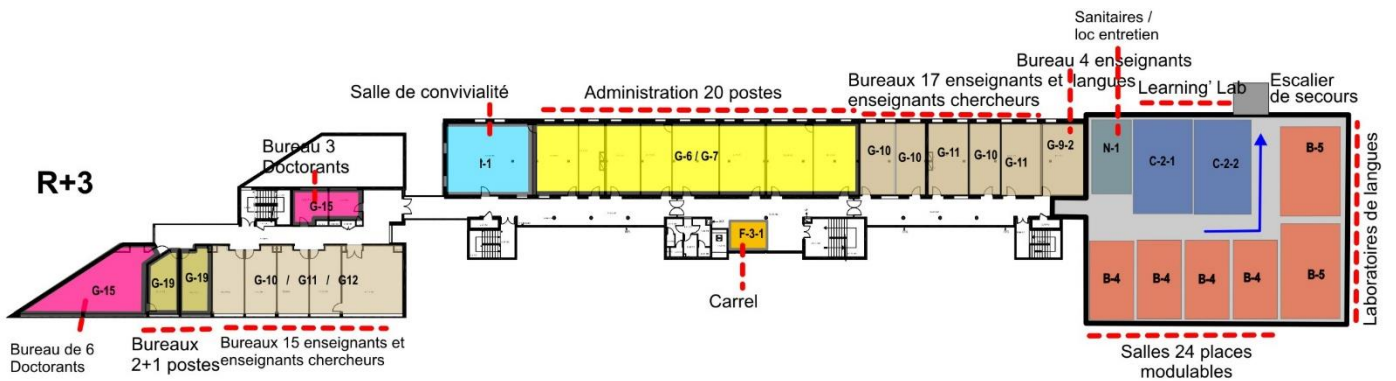 R+3
Salle de convivialité
Administration 20 postes
Bureaux 17 enseignants et
enseignants chercheurs
Bureau 4 enseignants
langues
Sanitaires /
loc entretien
Learning' Lab
Escalier
de secours
Bureau 3
Doctorants
I-1
G-6 / G-7
G-10
G-10
G-11
G-10
G-11
G-9-2
N-1
C-2-1
C-2-2
B-5
Laboratoires de langues
G-15
F-3-1
G-15
G-19
G-19
G-10 / G11 / G12
B-4
B-4
B-4
B-4
B-5
Carrel
Bureau de 6
Doctorants
Bureaux
2+1 postes
Bureaux 15 enseignants et
enseignants chercheurs
Salles 24 places
modulables